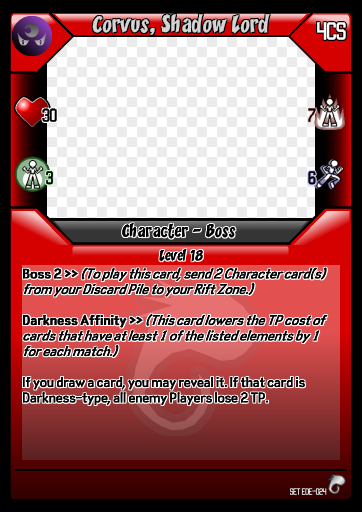 Corvus, Shadow Lord
4CS
30
7
3
6
Character - Boss
Level 18
Boss 2 >> (To play this card, send 2 Character card(s)
from your Discard Pile to your Rift Zone.)
Darkness Affinity >> (This card lowers the TP cost of
cards that have at least 1 of the listed elements by 1
for each match.)
If you draw a card, you may reveal it. If that card is
Darkness-type, all enemy Players lose 2 TP.
SET EOE-024